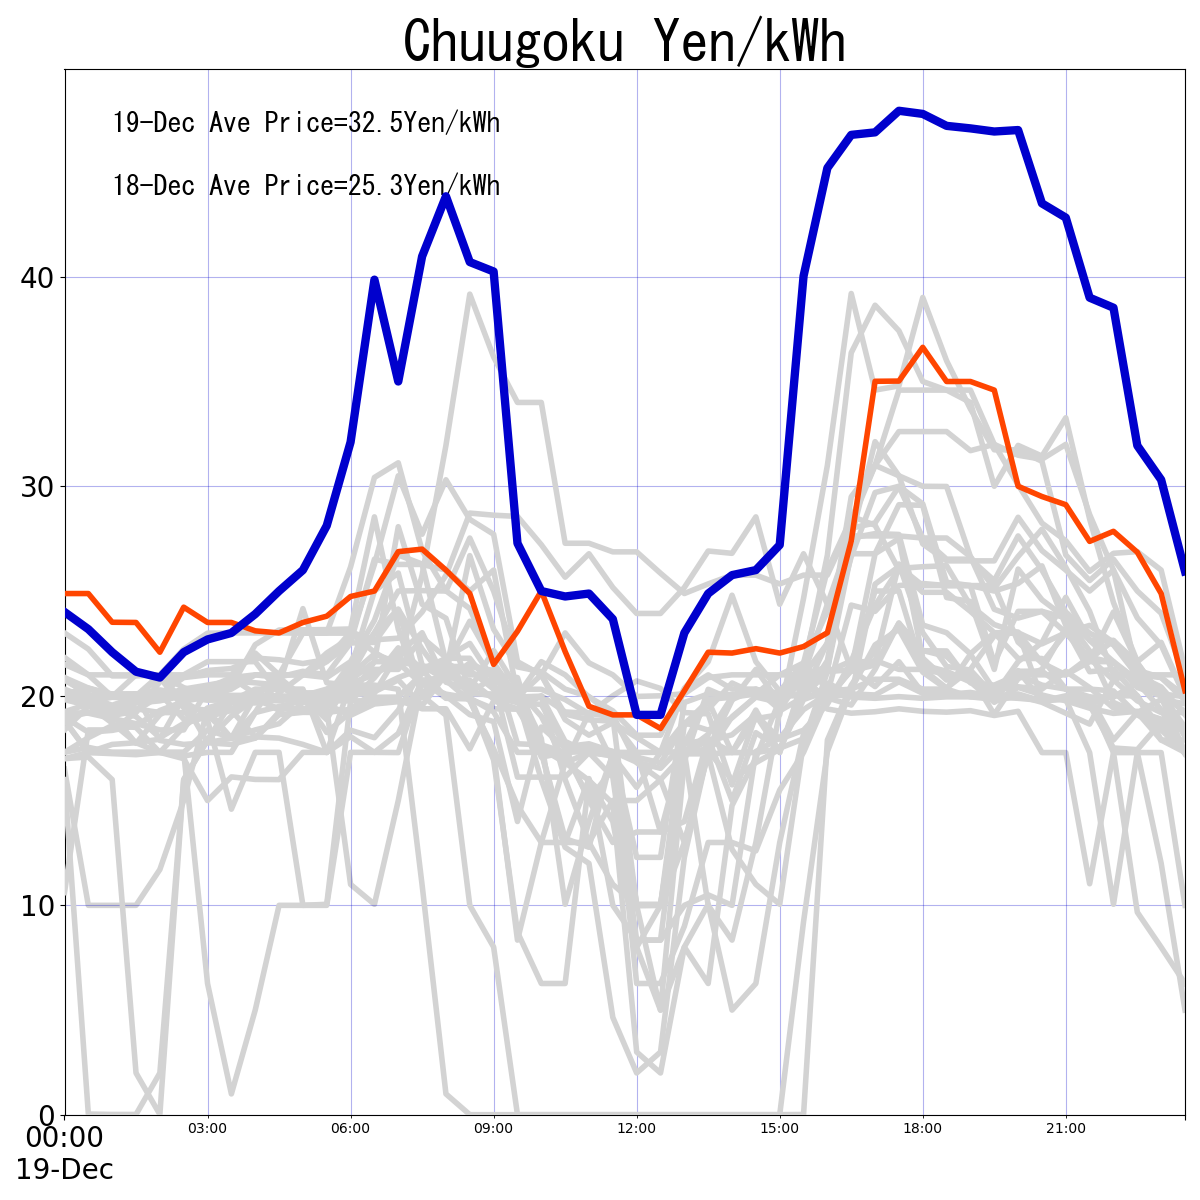 Chuugoku Yen/kWh
19-Dec Ave Price=32.5Yen/kWh
18-Dec Ave Price=25.3Yen/kWh
40
30
20
10
0
00:00 03:00 06:00 09:00 12:00 15:00 18:00 21:00
19-Dec